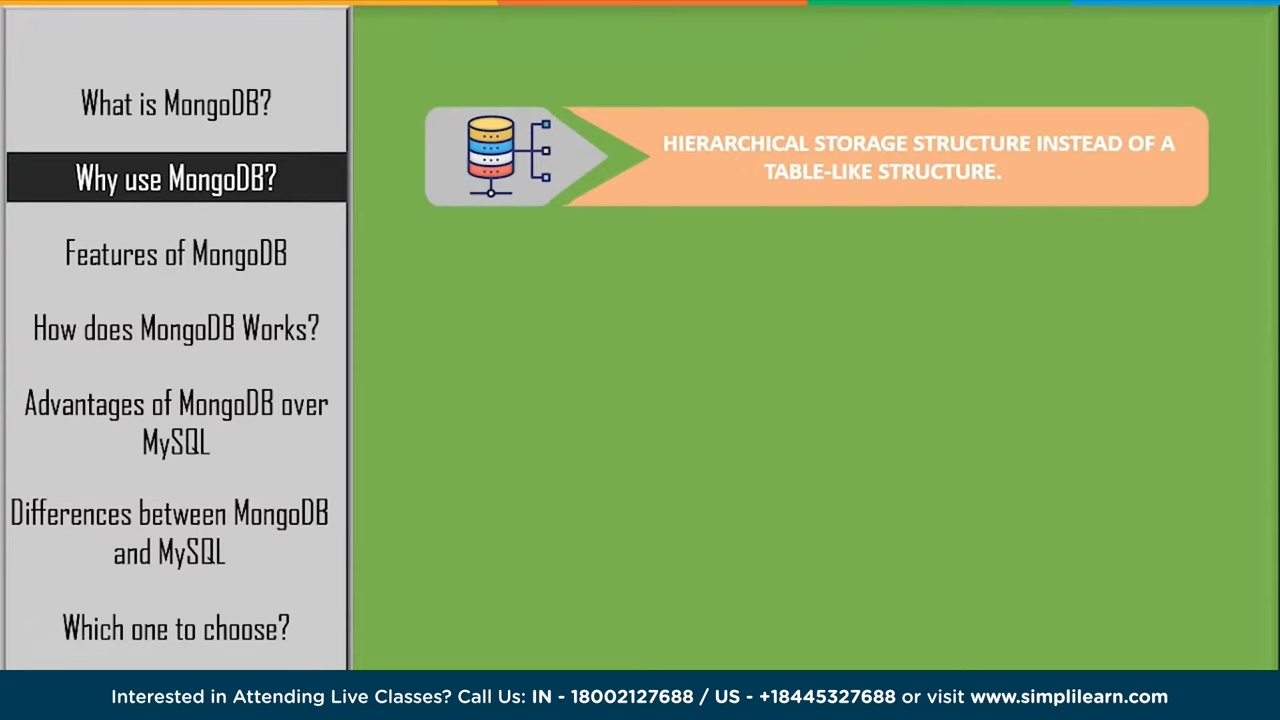 What is MongoDB?
Why use MongoDB?
Features of MongoDB
How does MongoDB Works?
Advantages of MongoDB over
MySQL
Differences between MongoDB
and MySQL
Which one to choose?
HIERARCHICAL STORAGE STRUCTURE INSTEAD OF A
TABLE-LIKE STRUCTURE.
Interested in Attending Live Classes? Call Us: IN - 18002127688 / US - +18445327688 or visit www.simplilearn.com